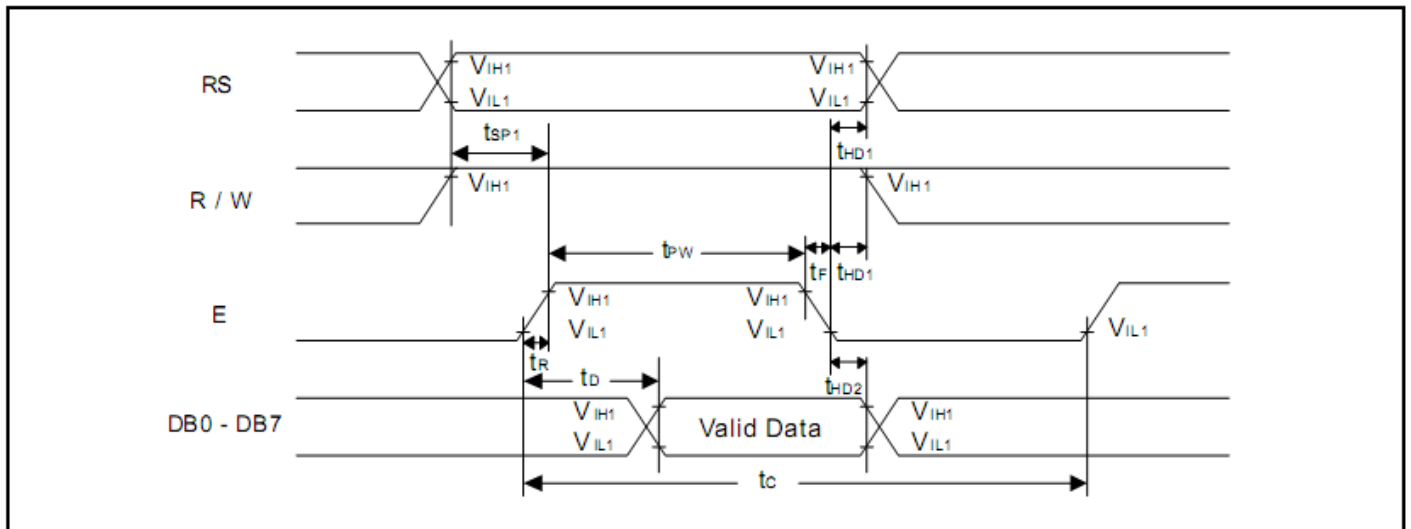 RS
VIH1
VIL1
VIH1
VIL1
tSP1
tHD1
R / W
VIH1
VIH1
tPW
tF
tHD1
E
VIH1
VIL1
VIH1
VIL1
VIL1
tR
tD
tHD2
DB0 - DB7
VIH1
VIL1
Valid Data
VIH1
VIL1
tC